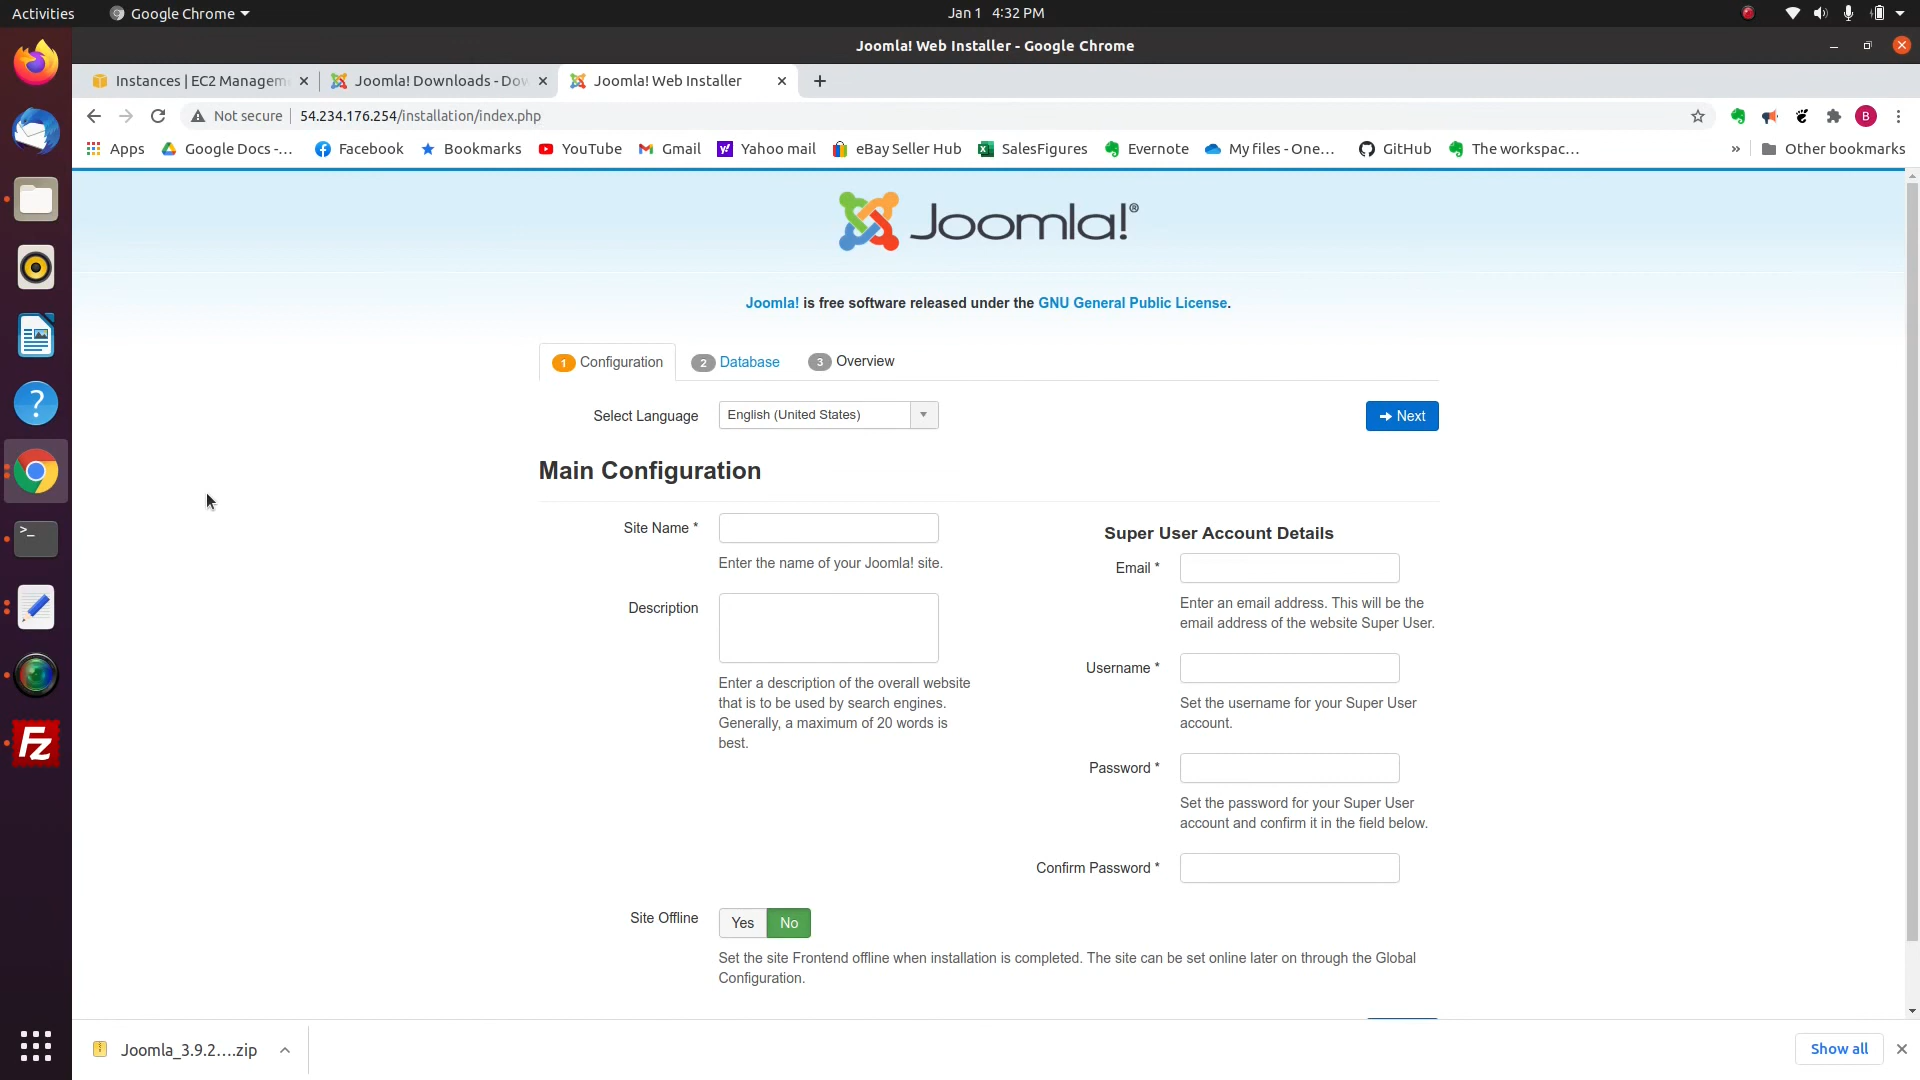 Activities
Google Chrome
Jan 1 4:32 PM
Joomla! Web Installer - Google Chrome
Instances | EC2 Managem
Joomla! Downloads - Dow
Joomla! Web Installer
Not secure
54.234.176.254/installation/index.php
B
Apps
Google Docs -...
Facebook
Bookmarks
YouTube
Gmail
Yahoo mail
eBay Seller Hub
SalesFigures
Evernote
My files - One...
GitHub
The workspac...
»
Other bookmarks
Joomla!®
Joomla! is free software released under the GNU General Public License.
1 Configuration
2 Database
3 Overview
Select Language
English (United States)
Next
Main Configuration
Site Name *
Enter the name of your Joomla! site.
Description
Enter a description of the overall website
that is to be used by search engines.
Generally, a maximum of 20 words is
best.
Super User Account Details
Email *
Enter an email address. This will be the
email address of the website Super User.
Username *
Set the username for your Super User
account.
Password *
Set the password for your Super User
account and confirm it in the field below.
Confirm Password *
Site Offline
Yes
No
Set the site Frontend offline when installation is completed. The site can be set online later on through the Global
Configuration.
Joomla_3.9.2....zip
Show all